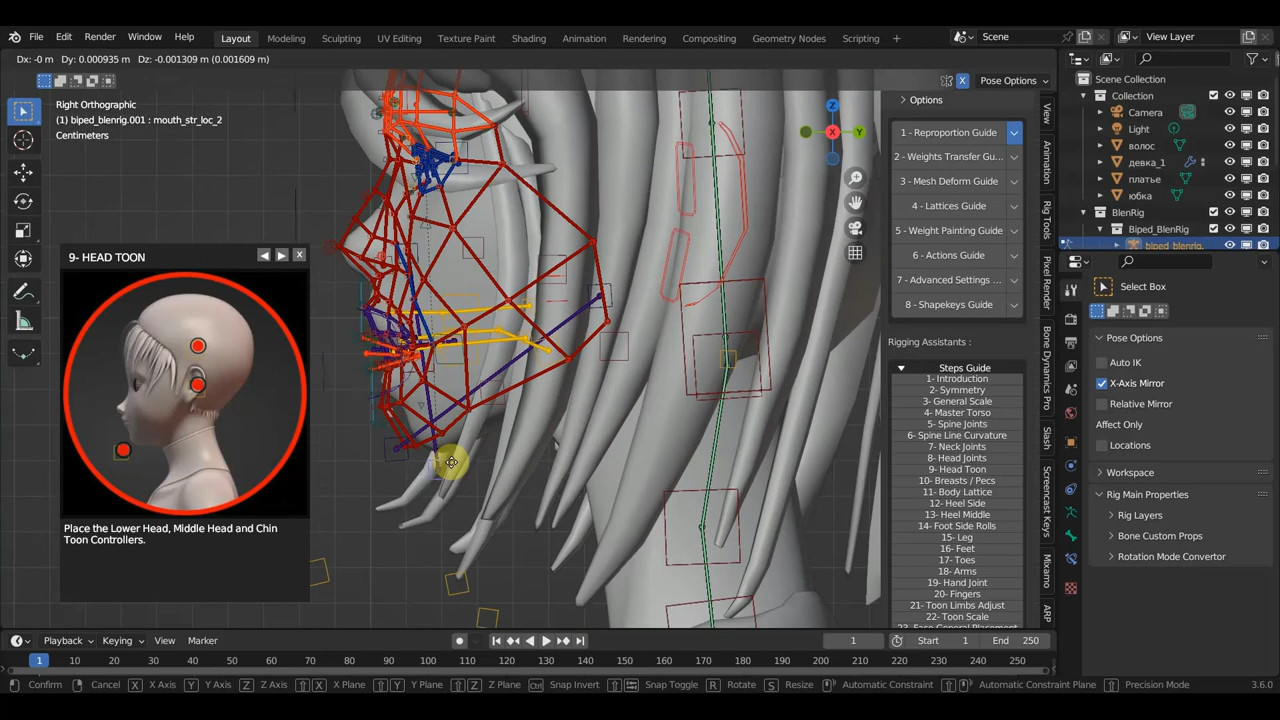 File Edit Render Window Help Layout Modeling Sculpting UV Editing Texture Paint Shading Animation Rendering Compositing Geometry Nodes Scripting + Scene View Layer
Dx: -0 m Dy: 0.000935 m Dz: -0.001309 m (0.001609 m)
X Pose Options
Right Orthographic
(1) biped_blenrig.001 : mouth_str_loc_2
Centimeters
Z
X
Y
9- HEAD TOON
Place the Lower Head, Middle Head and Chin
Toon Controllers.
Options
1 - Reproportion Guide
2 - Weights Transfer Gu...
3 - Mesh Deform Guide
4 - Lattices Guide
5 - Weight Painting Guide
6 - Actions Guide
7 - Advanced Settings ...
8 - Shapekeys Guide
Rigging Assistants :
Steps Guide
1- Introduction
2- Symmetry
3- General Scale
4- Master Torso
5- Spine Joints
6- Spine Line Curvature
7- Neck Joints
8- Head Joints
9- Head Toon
10- Breasts / Pecs
11- Body Lattice
12- Heel Side
13- Heel Middle
14- Foot Side Rolls
15- Leg
16- Feet
17- Toes
18- Arms
19- Hand Joint
20- Fingers
21- Toon Limbs Adjust
22- Toon Scale
View
Animation
Rig Tools
Pixel Render
Bone Dynamics Pro
Slash
Screencast Keys
Mixamo
ARP
Scene Collection
Collection
Camera
Light
волос
девка_1
платье
юбка
BlenRig
Biped_BlenRig
biped_blenrig.
Select Box
Pose Options
Auto IK
X-Axis Mirror
Relative Mirror
Affect Only
Locations
Workspace
Rig Main Properties
Rig Layers
Bone Custom Props
Rotation Mode Convertor
Playback Keying View Marker 1 Start 1 End 250
1 10 20 30 40 50 60 70 80 90 100 110 120 130 140 150 160 170 180 190 200 210 220 230 240 250
Confirm Cancel X X Axis Y Y Axis Z Z Axis X X Plane Y Y Plane Z Z Plane Ctrl Snap Invert Snap Toggle R Rotate S Resize Automatic Constraint Automatic Constraint Plane Precision Mode 3.6.0